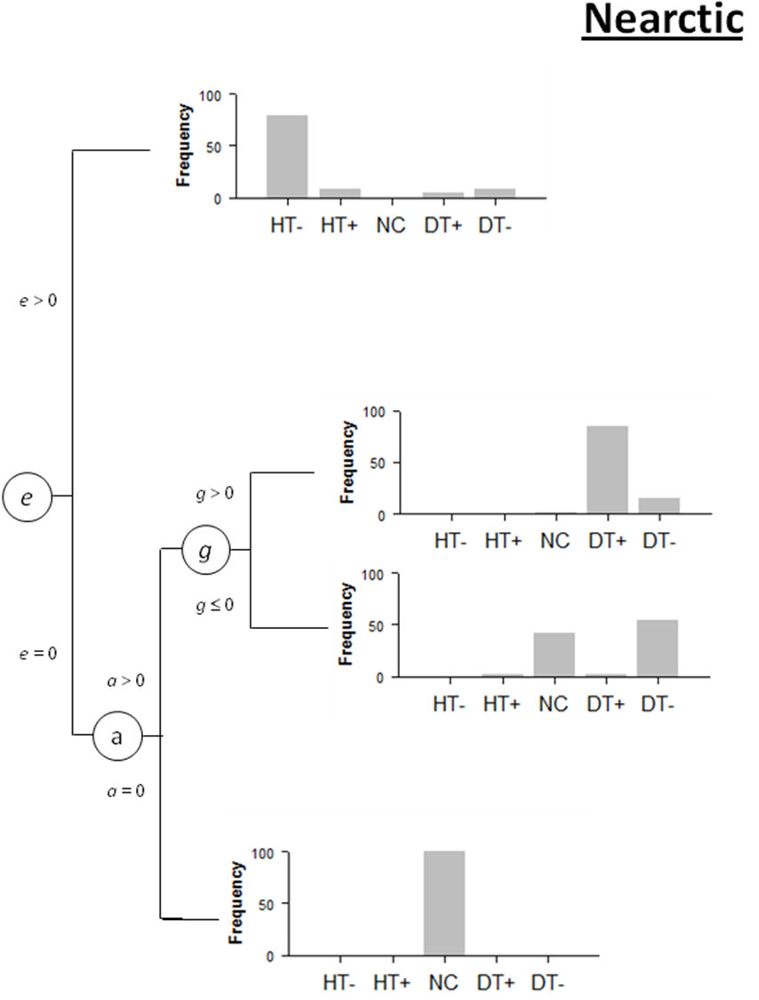 Nearctic
100
50
0
Frequency
HT- HT+ NC DT+ DT-
e > 0
e
e = 0
100
50
0
Frequency
HT- HT+ NC DT+ DT-
g > 0
g
g ≤ 0
100
50
0
Frequency
HT- HT+ NC DT+ DT-
a > 0
a
a = 0
100
50
0
Frequency
HT- HT+ NC DT+ DT-